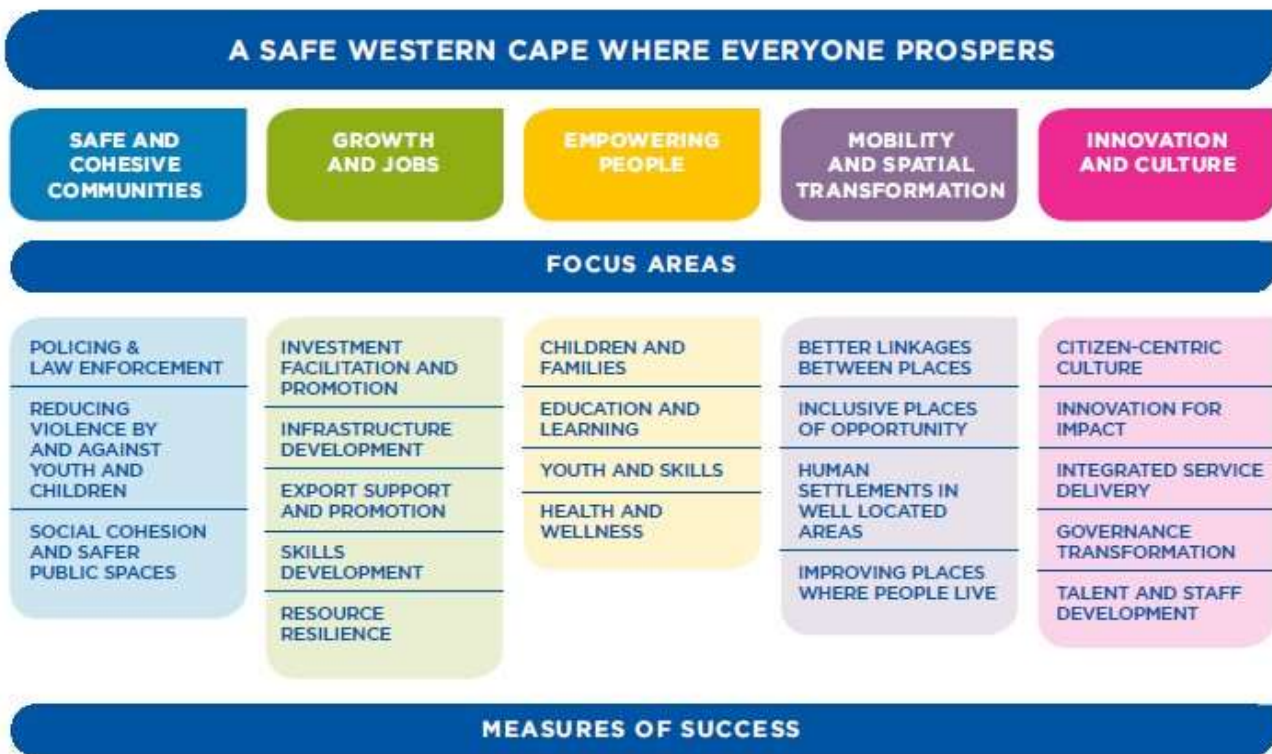 A SAFE WESTERN CAPE WHERE EVERYONE PROSPERS
SAFE AND
COHESIVE
COMMUNITIES
GROWTH
AND JOBS
EMPOWERING
PEOPLE
MOBILITY
AND SPATIAL
TRANSFORMATION
INNOVATION
AND CULTURE
FOCUS AREAS
POLICING &
LAW ENFORCEMENT
REDUCING
VIOLENCE BY
AND AGAINST
YOUTH AND
CHILDREN
SOCIAL COHESION
AND SAFER
PUBLIC SPACES
INVESTMENT
FACILITATION AND
PROMOTION
INFRASTRUCTURE
DEVELOPMENT
EXPORT SUPPORT
AND PROMOTION
SKILLS
DEVELOPMENT
RESOURCE
RESILIENCE
CHILDREN AND
FAMILIES
EDUCATION AND
LEARNING
YOUTH AND SKILLS
HEALTH AND
WELLNESS
BETTER LINKAGES
BETWEEN PLACES
INCLUSIVE PLACES
OF OPPORTUNITY
HUMAN
SETTLEMENTS IN
WELL LOCATED
AREAS
IMPROVING PLACES
WHERE PEOPLE LIVE
CITIZEN-CENTRIC
CULTURE
INNOVATION FOR
IMPACT
INTEGRATED SERVICE
DELIVERY
GOVERNANCE
TRANSFORMATION
TALENT AND STAFF
DEVELOPMENT
MEASURES OF SUCCESS